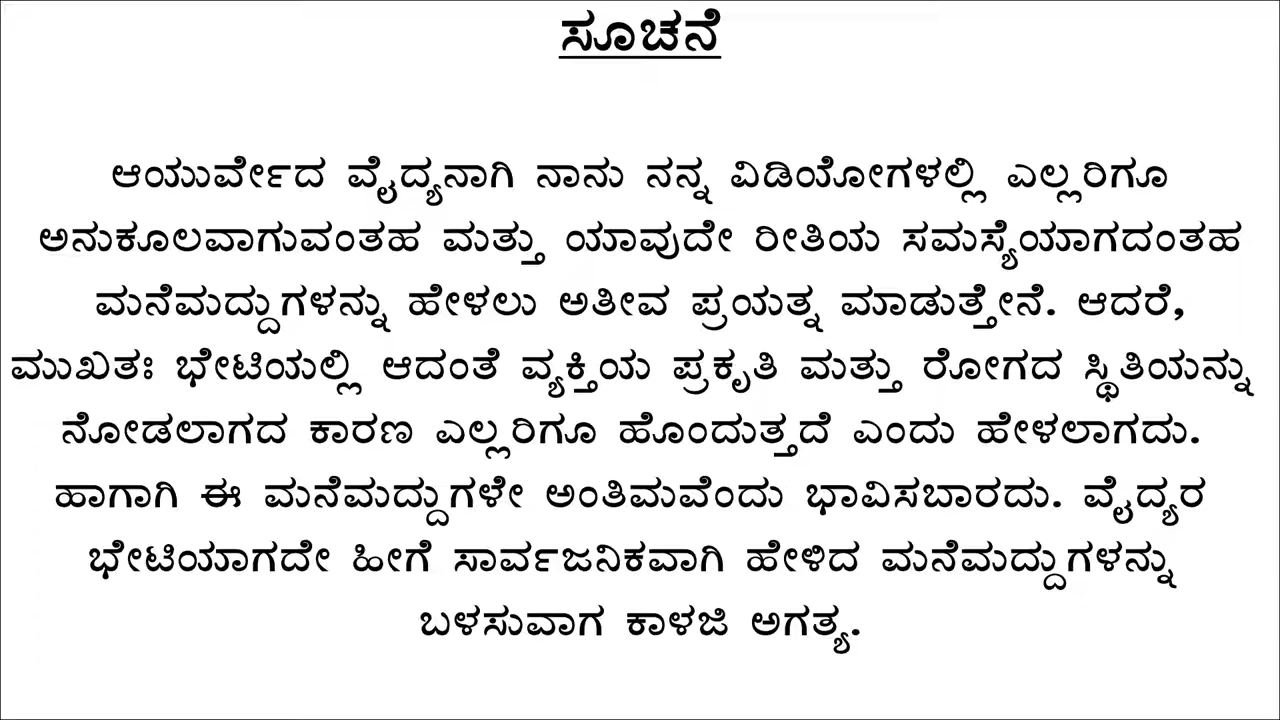 ಸೂಚನೆ
ಆಯುರ್ವೇದ ವೈದ್ಯನಾಗಿ ನಾನು ನನ್ನ ವಿಡಿಯೋಗಳಲ್ಲಿ ಎಲ್ಲರಿಗೂ
ಅನುಕೂಲವಾಗುವಂತಹ ಮತ್ತು ಯಾವುದೇ ರೀತಿಯ ಸಮಸ್ಯೆಯಾಗದಂತಹ
ಮನೆಮದ್ದುಗಳನ್ನು ಹೇಳಲು ಅತೀವ ಪ್ರಯತ್ನ ಮಾಡುತ್ತೇನೆ. ಆದರೆ,
ಮುಖತಃ ಭೇಟಿಯಲ್ಲಿ ಆದಂತೆ ವ್ಯಕ್ತಿಯ ಪ್ರಕೃತಿ ಮತ್ತು ರೋಗದ ಸ್ಥಿತಿಯನ್ನು
ನೋಡಲಾಗದ ಕಾರಣ ಎಲ್ಲರಿಗೂ ಹೊಂದುತ್ತದೆ ಎಂದು ಹೇಳಲಾಗದು.
ಹಾಗಾಗಿ ಈ ಮನೆಮದ್ದುಗಳೇ ಅಂತಿಮವೆಂದು ಭಾವಿಸಬಾರದು. ವೈದ್ಯರ
ಭೇಟಿಯಾಗದೇ ಹೀಗೆ ಸಾರ್ವಜನಿಕವಾಗಿ ಹೇಳಿದ ಮನೆಮದ್ದುಗಳನ್ನು
ಬಳಸುವಾಗ ಕಾಳಜಿ ಅಗತ್ಯ.